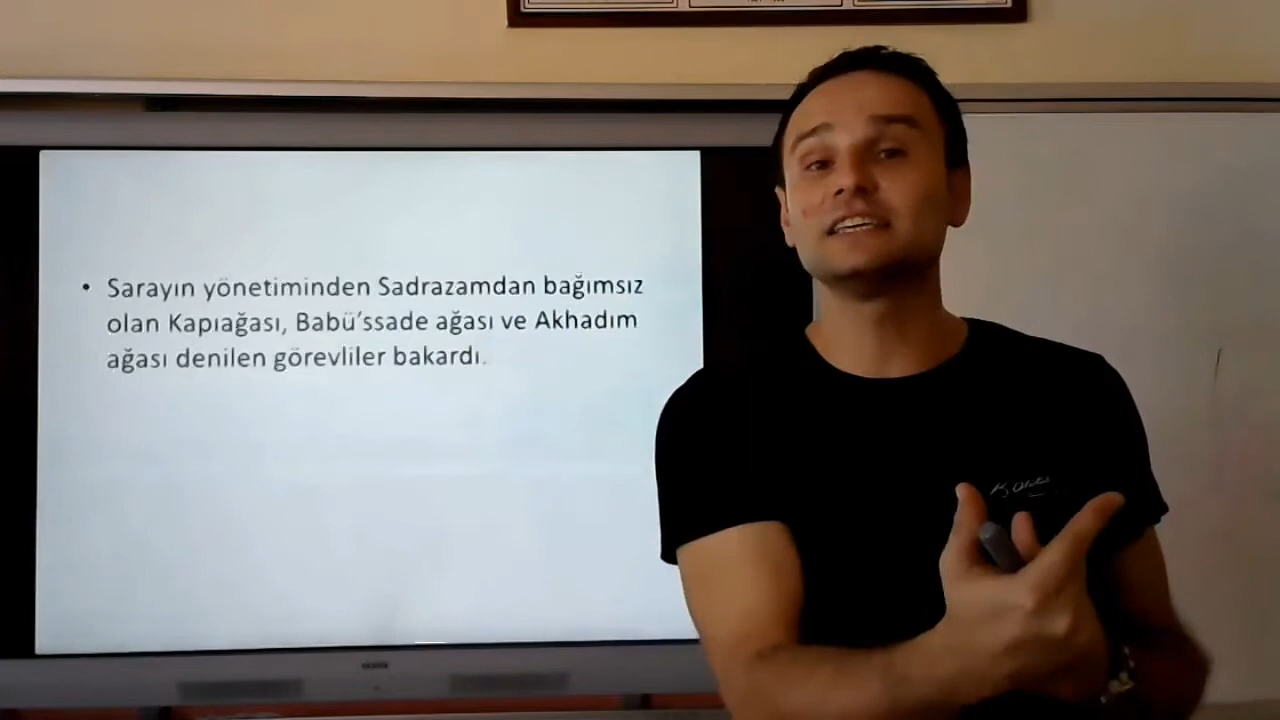 • Sarayın yönetiminden Sadrazamdan bağımsız
olan Kapıağası, Babü'ssade ağası ve Akhadım
ağası denilen görevliler bakardı.